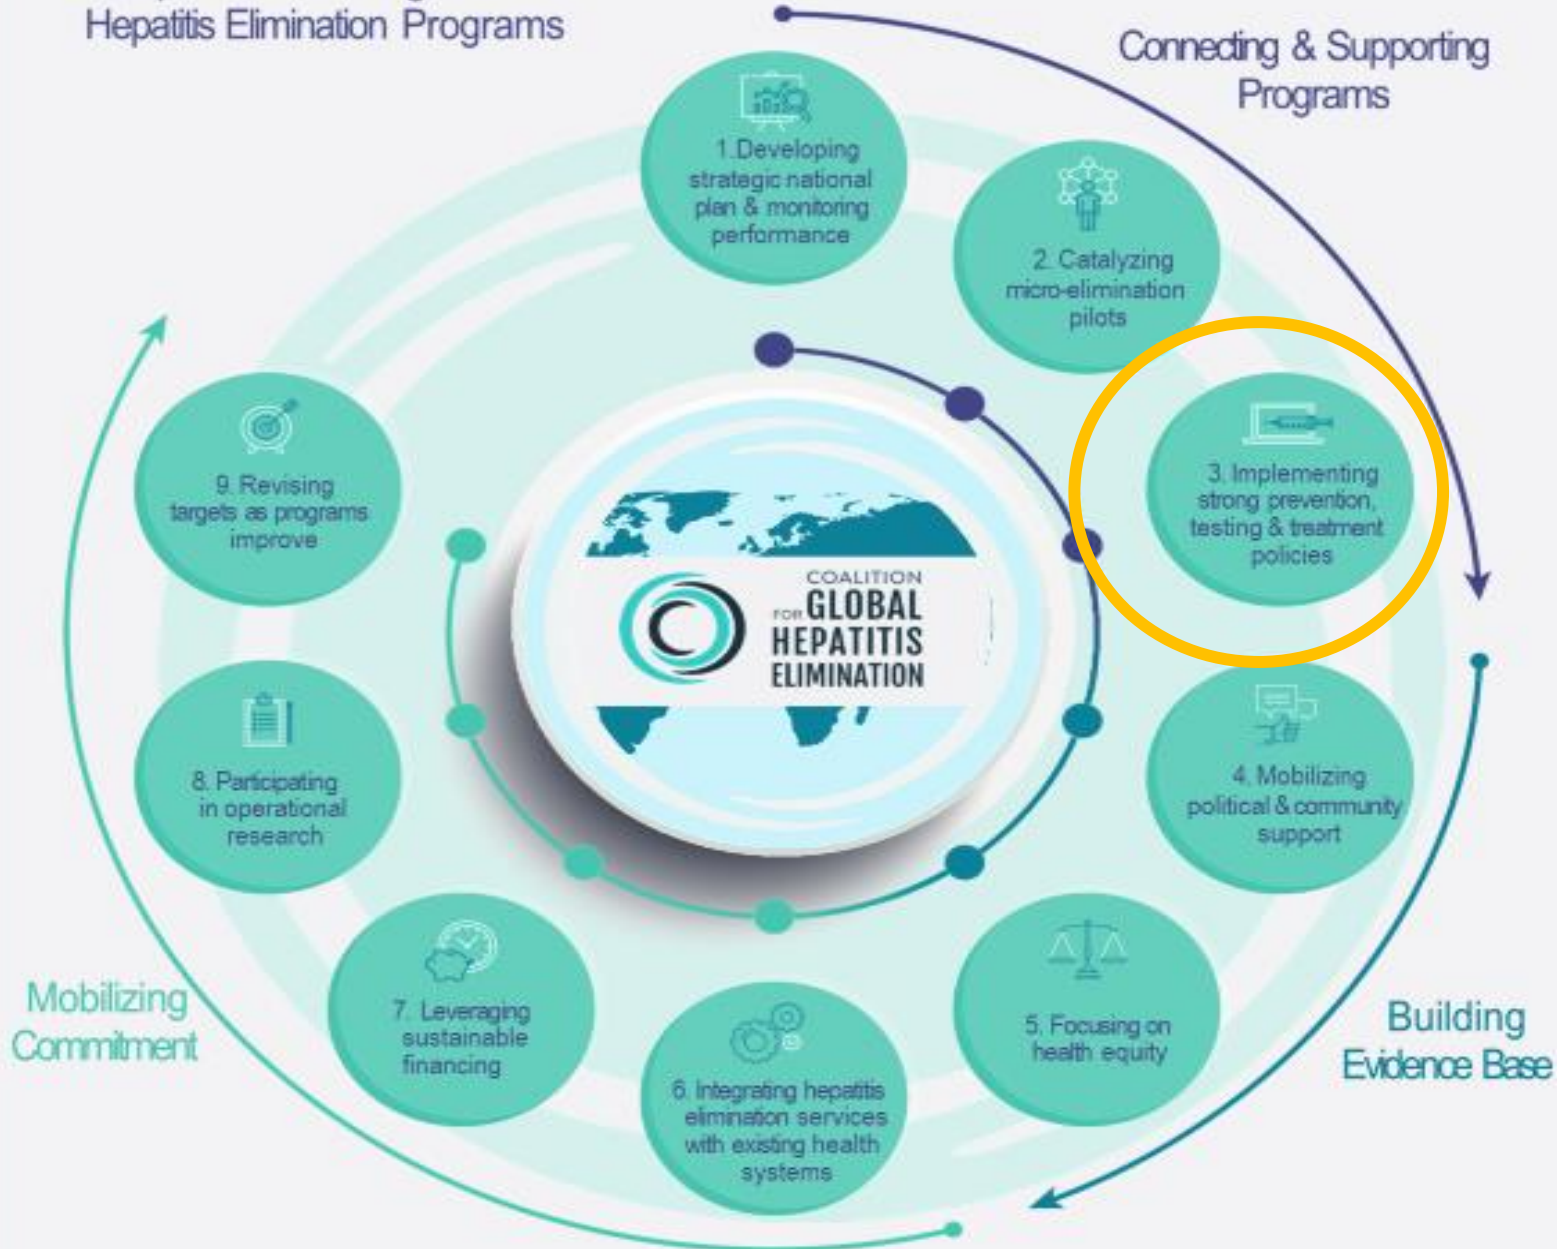 Hepatitis Elimination Programs
Connecting & Supporting
Programs
1.Developing
strategic national
plan & monitoring
performance
2. Catalyzing
micro-elimination
pilots
3. Implementing
strong prevention,
testing & treatment
policies
4. Mobilizing
political & community
support
5. Focusing on
health equity
6. Integrating hepatitis
elimination services
with existing health
systems
7. Leveraging
sustainable
financing
8. Participating
in operational
research
9. Revising
targets as programs
improve
COALITION
FOR GLOBAL
HEPATITIS
ELIMINATION
Building
Evidence Base
Mobilizing
Commitment